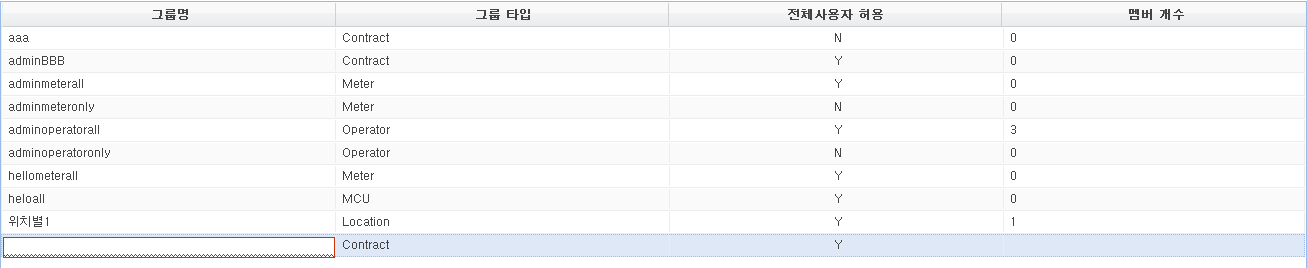 그룹명 그룹 타입 전체사용자 허용 멤버 개수
aaa Contract N 0
adminBBB Contract Y 0
adminmeterall Meter Y 0
adminmeteronly Meter N 0
adminoperatorall Operator Y 3
adminoperatoronly Operator N 0
hellometerall Meter Y 0
heloall MCU Y 0
위치별1 Location Y 1
Contract Y